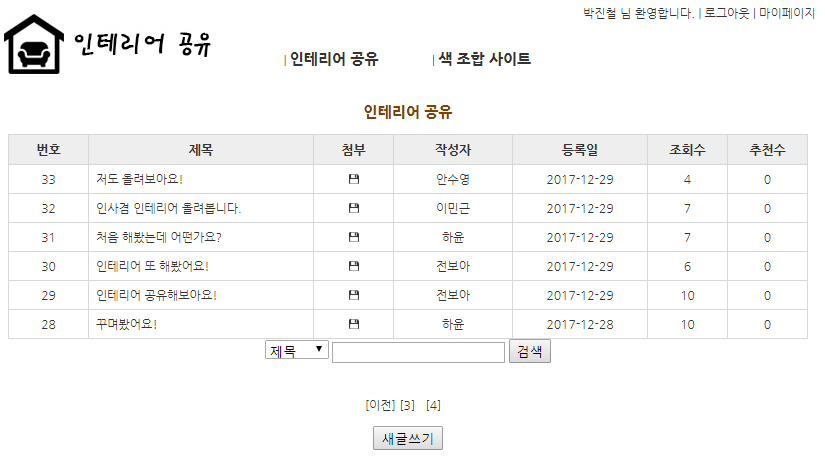 박진철 님 환영합니다. | 로그아웃 | 마이페이지
인테리어 공유
| 인테리어 공유 | 색 조합 사이트
인테리어 공유
번호 제목 첨부 작성자 등록일 조회수 추천수
33 저도 올려보아요! 안수영 2017-12-29 4 0
32 인사겸 인테리어 올려봅니다. 이민근 2017-12-29 7 0
31 처음 해봤는데 어떤가요? 하윤 2017-12-29 7 0
30 인테리어 또 해봤어요! 전보아 2017-12-29 6 0
29 인테리어 공유해보아요! 전보아 2017-12-29 10 0
28 꾸며봤어요! 하윤 2017-12-28 10 0
제목 검색
[이전] [3] [4]
새글쓰기